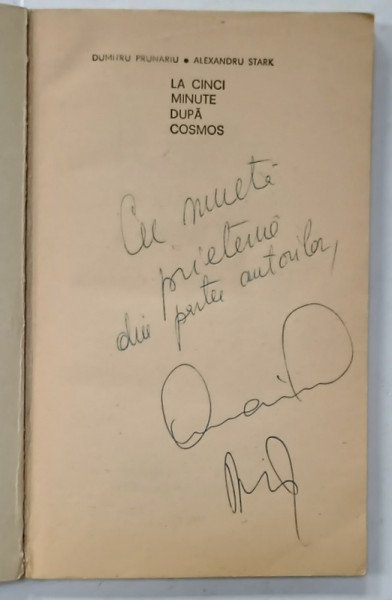 DUMITRU PRUNARIU • ALEXANDRU STARK
LA CINCI
MINUTE
DUPĂ
COSMOS
Cu multă
prietenie
din partea autorilor,